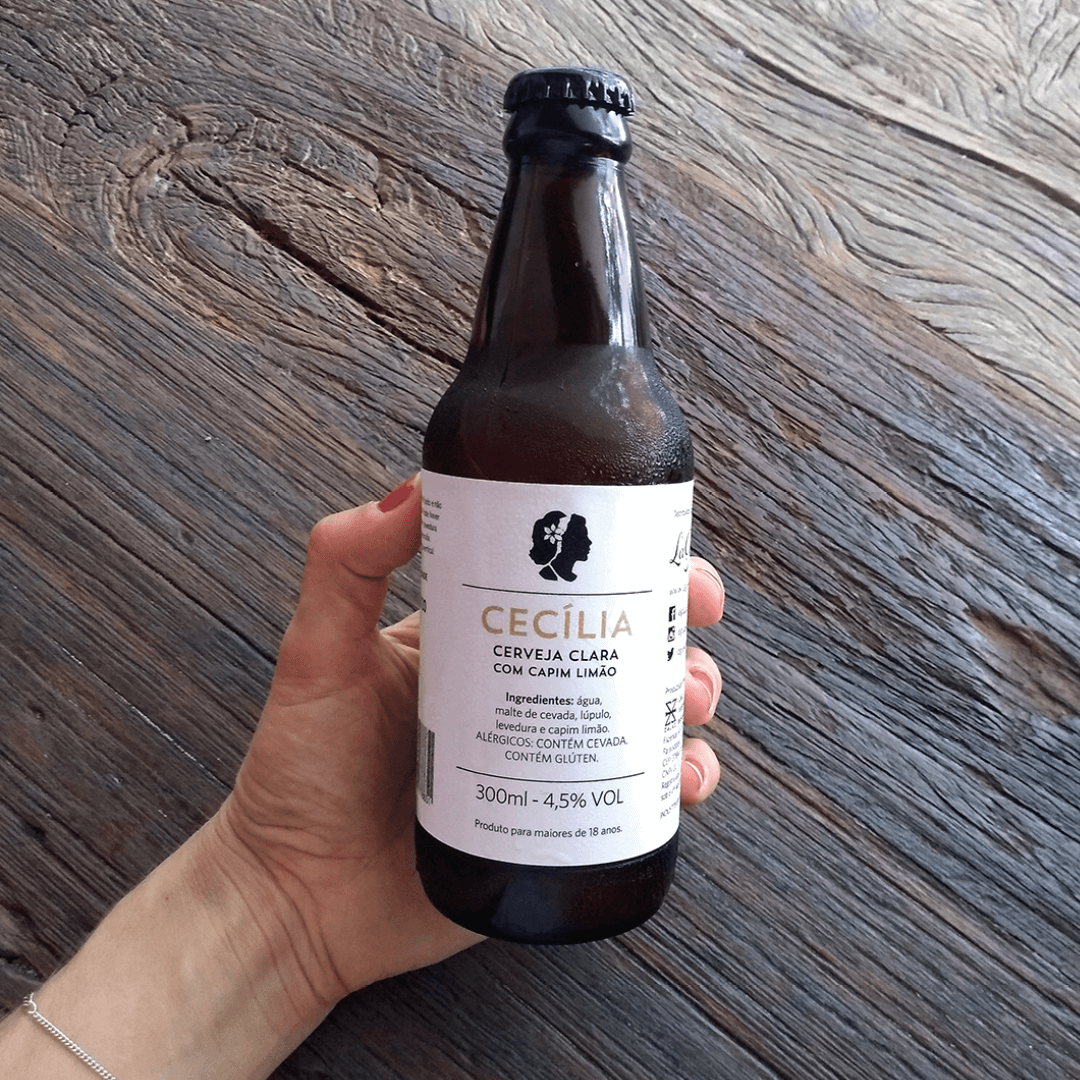 CECÍLIA
CERVEJA CLARA
COM CAPIM LIMÃO
Ingredientes: água,
malte de cevada, lúpulo,
levedura e capim limão.
ALÉRGICOS: CONTÉM CEVADA.
CONTÉM GLÚTEN.
300ml - 4,5% VOL
Produto para maiores de 18 anos.